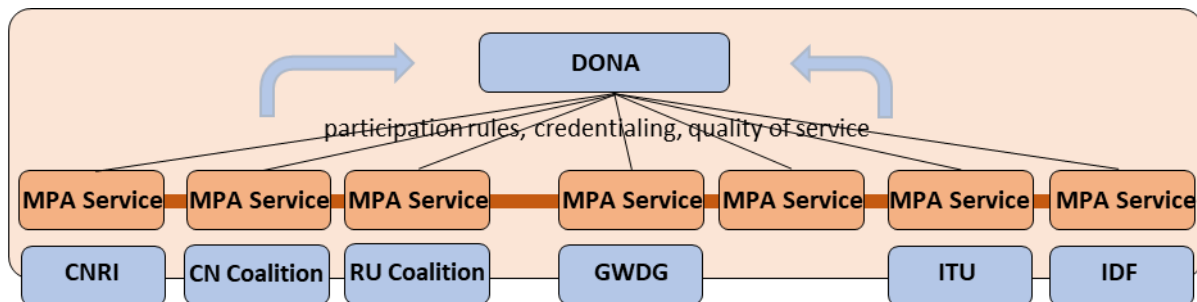 DONA
participation rules, credentialing, quality of service
MPA Service MPA Service MPA Service MPA Service MPA Service MPA Service MPA Service
CNRI CN Coalition RU Coalition GWDG ITU IDF